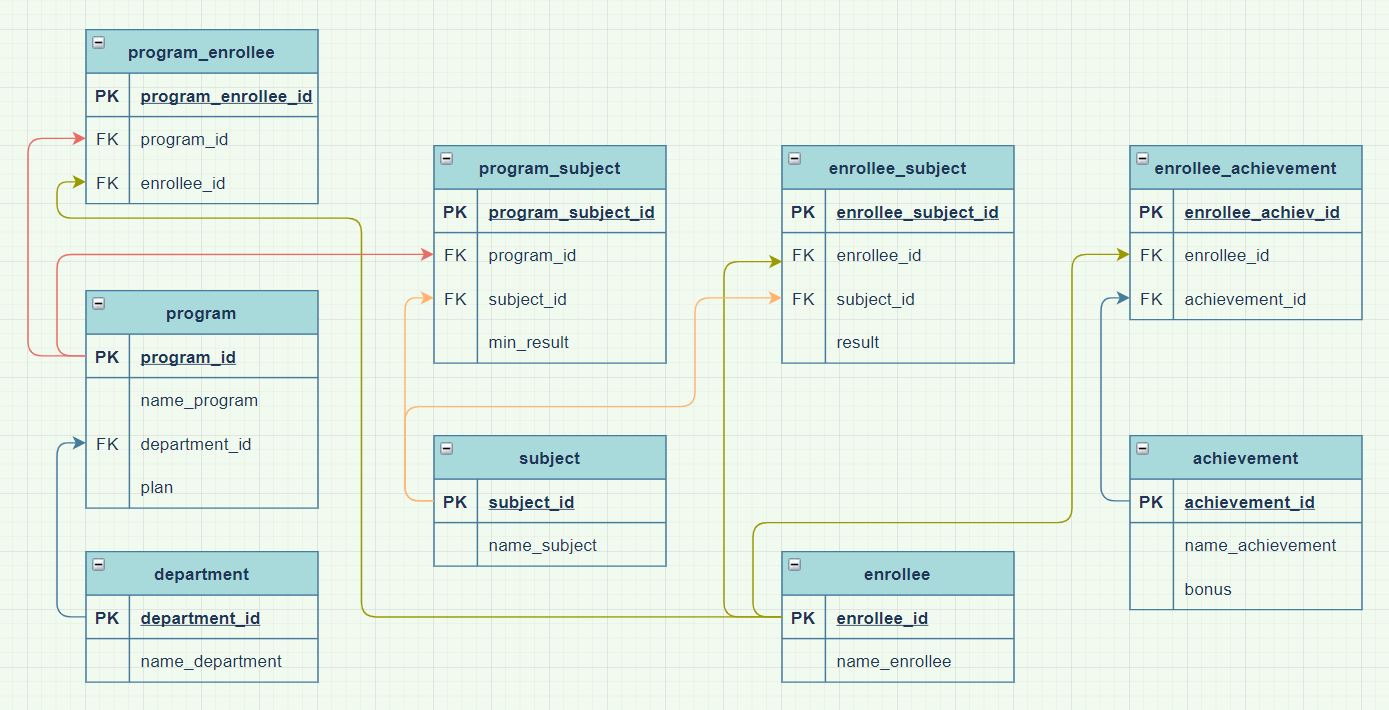 program_enrollee
PK program_enrollee_id
FK program_id
FK enrollee_id
program
PK program_id
name_program
FK department_id
plan
department
PK department_id
name_department
program_subject
PK program_subject_id
FK program_id
FK subject_id
min_result
subject
PK subject_id
name_subject
enrollee_subject
PK enrollee_subject_id
FK enrollee_id
FK subject_id
result
enrollee
PK enrollee_id
name_enrollee
enrollee_achievement
PK enrollee_achiev_id
FK enrollee_id
FK achievement_id
achievement
PK achievement_id
name_achievement
bonus